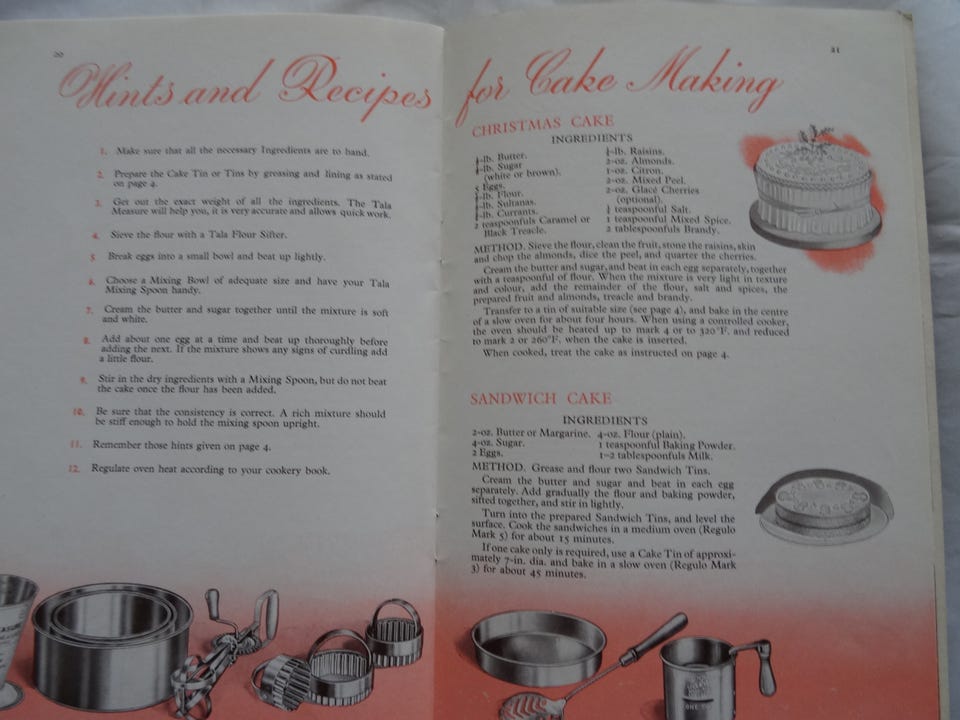 20
Hints and Recipes
1. Make sure that all the necessary Ingredients are to hand.
2. Prepare the Cake Tin or Tins by greasing and lining as stated
on page 4.
3. Get out the exact weight of all the ingredients. The Tala
Measure will help you, it is very accurate and allows quick work.
4. Sieve the flour with a Tala Flour Sifter.
5 Break eggs into a small bowl and beat up lightly.
6. Choose a Mixing Bowl of adequate size and have your Tala
Mixing Spoon handy.
7. Cream the butter and sugar together until the mixture is soft
and white.
8. Add about one egg at a time and beat up thoroughly before
adding the next. If the mixture shows any signs of curdling add
a little flour.
9. Stir in the dry ingredients with a Mixing Spoon, but do not beat
the cake once the flour has been added.
10. Be sure that the consistency is correct. A rich mixture should
be stiff enough to hold the mixing spoon upright.
11. Remember those hints given on page 4.
12. Regulate oven heat according to your cookery book.
21
for Cake Making
CHRISTMAS CAKE
INGREDIENTS
-lb. Butter.
-lb. Sugar
(white or brown).
Eggs.
-lb. Flour.
-lb. Sultanas.
-lb. Currants.
2 teaspoonfuls Caramel or
Black Treacle.
-lb. Raisins.
2-oz. Almonds.
1-oz. Citron.
2-oz. Mixed Peel.
2-oz. Glacé Cherries
(optional).
teaspoonful Salt.
1 teaspoonful Mixed Spice.
2 tablespoonfuls Brandy.
METHOD. Sieve the flour, clean the fruit, stone the raisins, skin
and chop the almonds, dice the peel, and quarter the cherries.
Cream the butter and sugar, and beat in each egg separately, together
with a teaspoonful of flour. When the mixture is very light in texture
and colour, add the remainder of the flour, salt and spices, the
prepared fruit and almonds, treacle and brandy.
Transfer to a tin of suitable size (see page 4), and bake in the centre
of a slow oven for about four hours. When using a controlled cooker,
the oven should be heated up to mark 4 or to 320°F. and reduced
to mark 2 or 260°F. when the cake is inserted.
When cooked, treat the cake as instructed on page 4.
SANDWICH CAKE
INGREDIENTS
2-oz. Butter or Margarine.
4-oz. Sugar.
2 Eggs.
4-oz. Flour (plain).
1 teaspoonful Baking Powder.
1-2 tablespoonfuls Milk.
METHOD. Grease and flour two Sandwich Tins.
Cream the butter and sugar and beat in each egg
separately. Add gradually the flour and baking powder,
sifted together, and stir in lightly.
Turn into the prepared Sandwich Tins, and level the
surface. Cook the sandwiches in a medium oven (Regulo
Mark 5) for about 15 minutes.
If one cake only is required, use a Cake Tin of approxi-
mately 7-in. dia. and bake in a slow oven (Regulo Mark
3) for about 45 minutes.